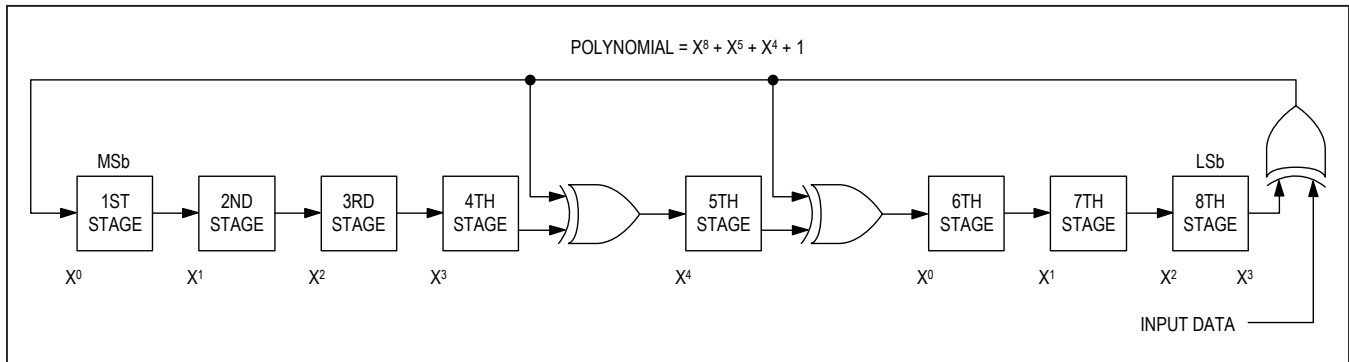 POLYNOMIAL = X⁸ + X⁵ + X⁴ + 1
MSb
LSb
1ST STAGE
2ND STAGE
3RD STAGE
4TH STAGE
5TH STAGE
6TH STAGE
7TH STAGE
8TH STAGE
X⁰ X¹ X² X³ X⁴ X⁰ X¹ X² X³
INPUT DATA